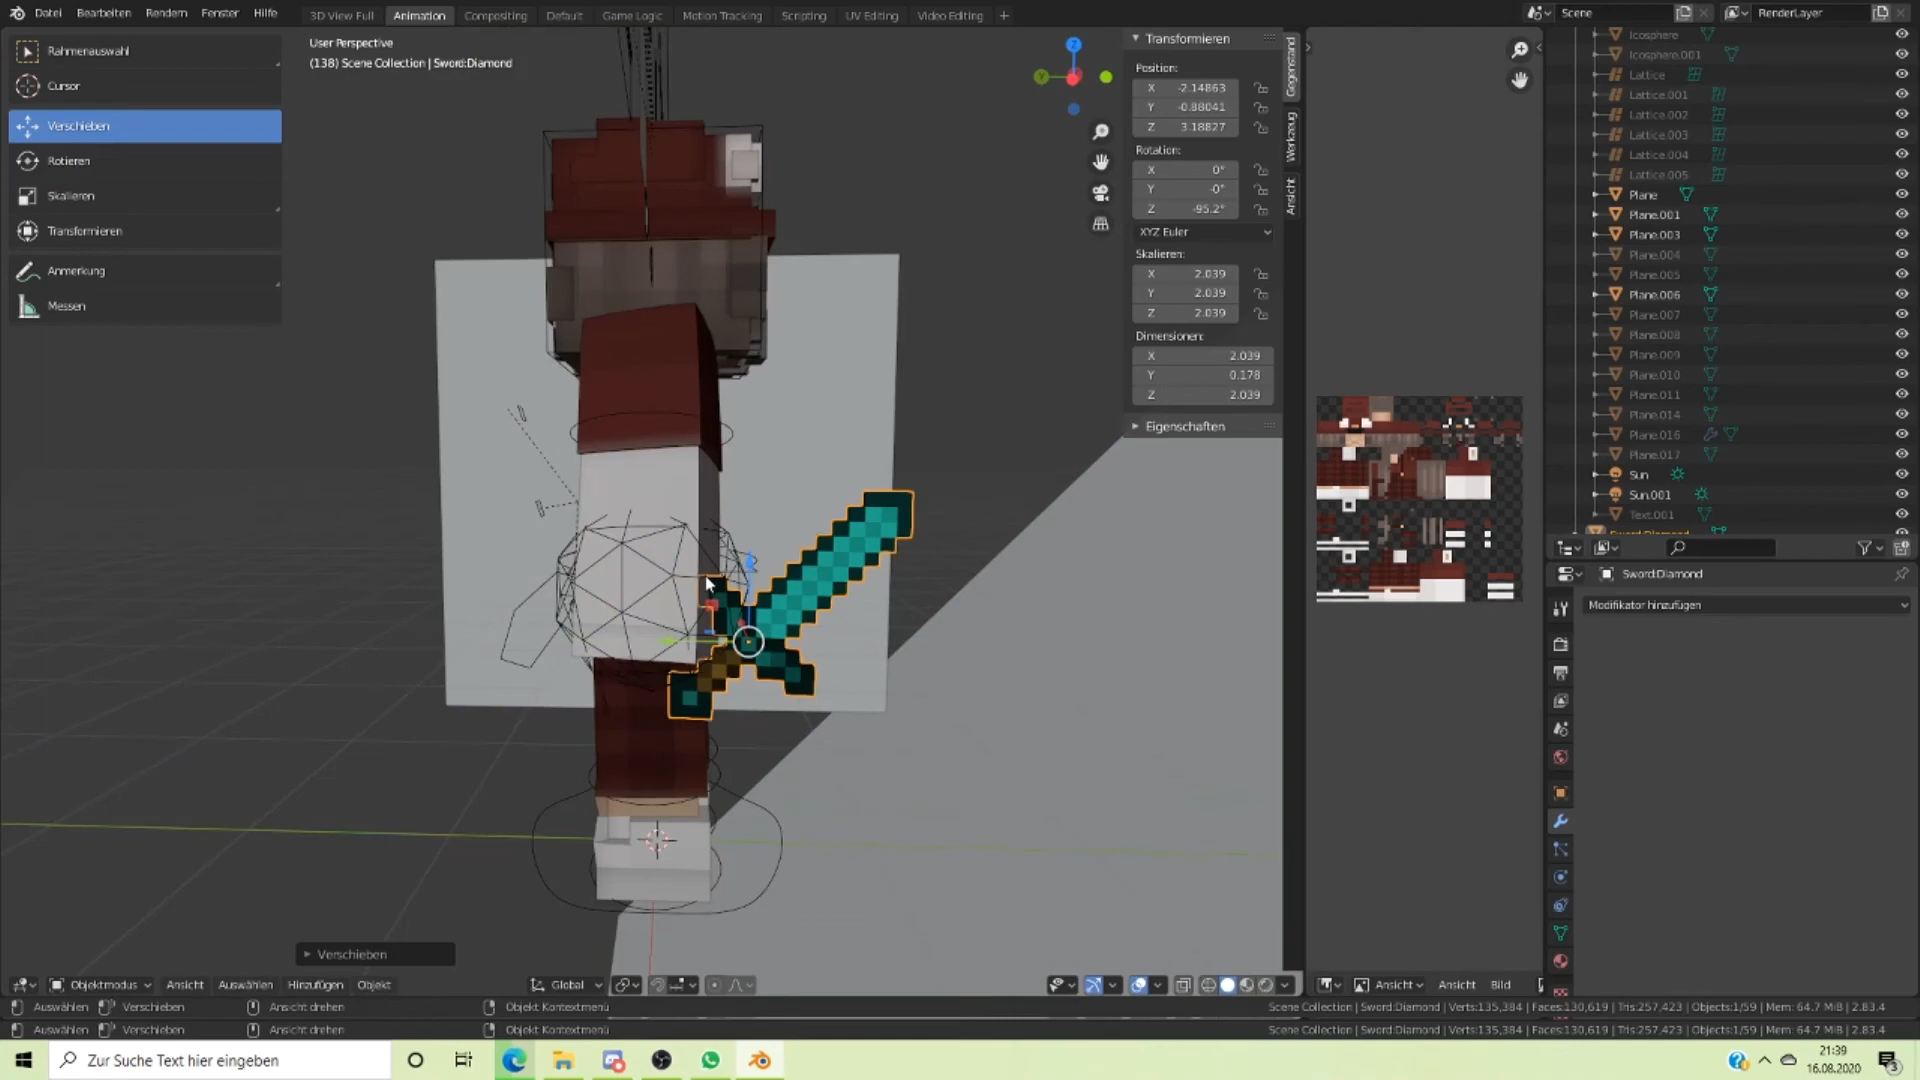 Datei Bearbeiten Rendern Fenster Hilfe 3D View Full Animation Compositing Default Game Logic Motion Tracking Scripting UV Editing Video Editing +
Scene RenderLayer
Rahmenauswahl
Cursor
Verschieben
Rotieren
Skalieren
Transformieren
Anmerkung
Messen
User Perspective
(138) Scene Collection | Sword:Diamond
Z
Y
Transformieren
Position:
X -2.14863
Y -0.88041
Z 3.18827
Rotation:
X 0°
Y -0°
Z -95.2°
XYZ Euler
Skalieren:
X 2.039
Y 2.039
Z 2.039
Dimensionen:
X 2.039
Y 0.178
Z 2.039
Eigenschaften
Gegenstand
Werkzeug
Ansicht
Icosphere
Icosphere.001
Lattice
Lattice.001
Lattice.002
Lattice.003
Lattice.004
Lattice.005
Plane
Plane.001
Plane.003
Plane.004
Plane.005
Plane.006
Plane.007
Plane.008
Plane.009
Plane.010
Plane.011
Plane.014
Plane.016
Plane.017
Sun
Sun.001
Text.001
Sword:Diamond
Sword:Diamond
Modifikator hinzufügen
Verschieben
Objektmodus Ansicht Auswählen Hinzufügen Objekt Global Ansicht Ansicht Bild
Auswählen Verschieben Ansicht drehen Objekt Kontextmenü Scene Collection | Sword:Diamond | Verts:135,384 | Faces:130,619 | Tris:257,423 | Objects:1/59 | Mem: 64.7 MiB | 2.83.4
Auswählen Verschieben Ansicht drehen Objekt Kontextmenü Scene Collection | Sword:Diamond | Verts:135,384 | Faces:130,619 | Tris:257,423 | Objects:1/59 | Mem: 64.7 MiB | 2.83.4
Zur Suche Text hier eingeben
21:39
16.08.2020
3